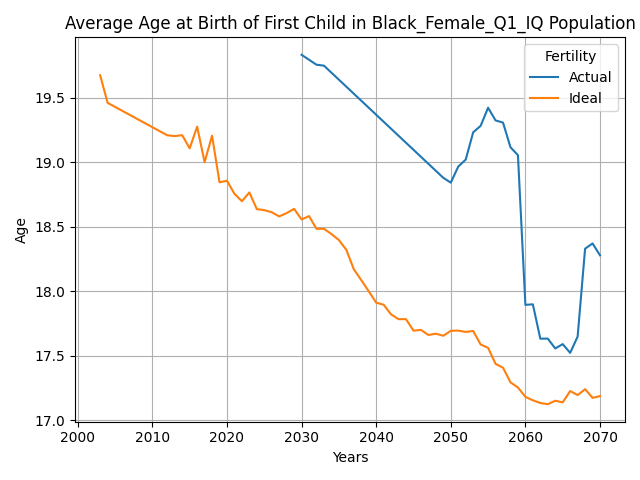 Average Age at Birth of First Child in Black_Female_Q1_IQ Population
Fertility
Actual
Ideal
Age
19.5
19.0
18.5
18.0
17.5
17.0
2000 2010 2020 2030 2040 2050 2060 2070
Years